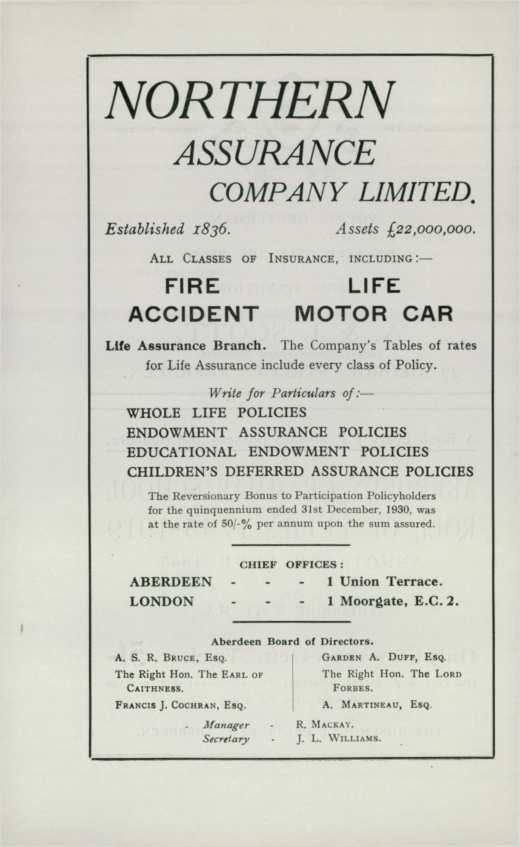 NORTHERN
ASSURANCE
COMPANY LIMITED.
Established 1836. Assets £22,000,000.
ALL CLASSES OF INSURANCE, INCLUDING:—
FIRE LIFE
ACCIDENT MOTOR CAR
Life Assurance Branch. The Company's Tables of rates
for Life Assurance include every class of Policy.
Write for Particulars of:—
WHOLE LIFE POLICIES
ENDOWMENT ASSURANCE POLICIES
EDUCATIONAL ENDOWMENT POLICIES
CHILDREN'S DEFERRED ASSURANCE POLICIES
The Reversionary Bonus to Participation Policyholders
for the quinquennium ended 31st December, 1930, was
at the rate of 50/-% per annum upon the sum assured.
CHIEF OFFICES:
ABERDEEN - - - 1 Union Terrace.
LONDON - - - 1 Moorgate, E.C. 2.
Aberdeen Board of Directors.
A. S. R. BRUCE, ESQ.
The Right Hon. The EARL OF
CAITHNESS.
FRANCIS J. COCHRAN, ESQ.
GARDEN A. DUFF, ESQ.
The Right Hon. The LORD
FORBES.
A. MARTINEAU, ESQ.
Manager - R. MACKAY.
Secretary - J. L. WILLIAMS.